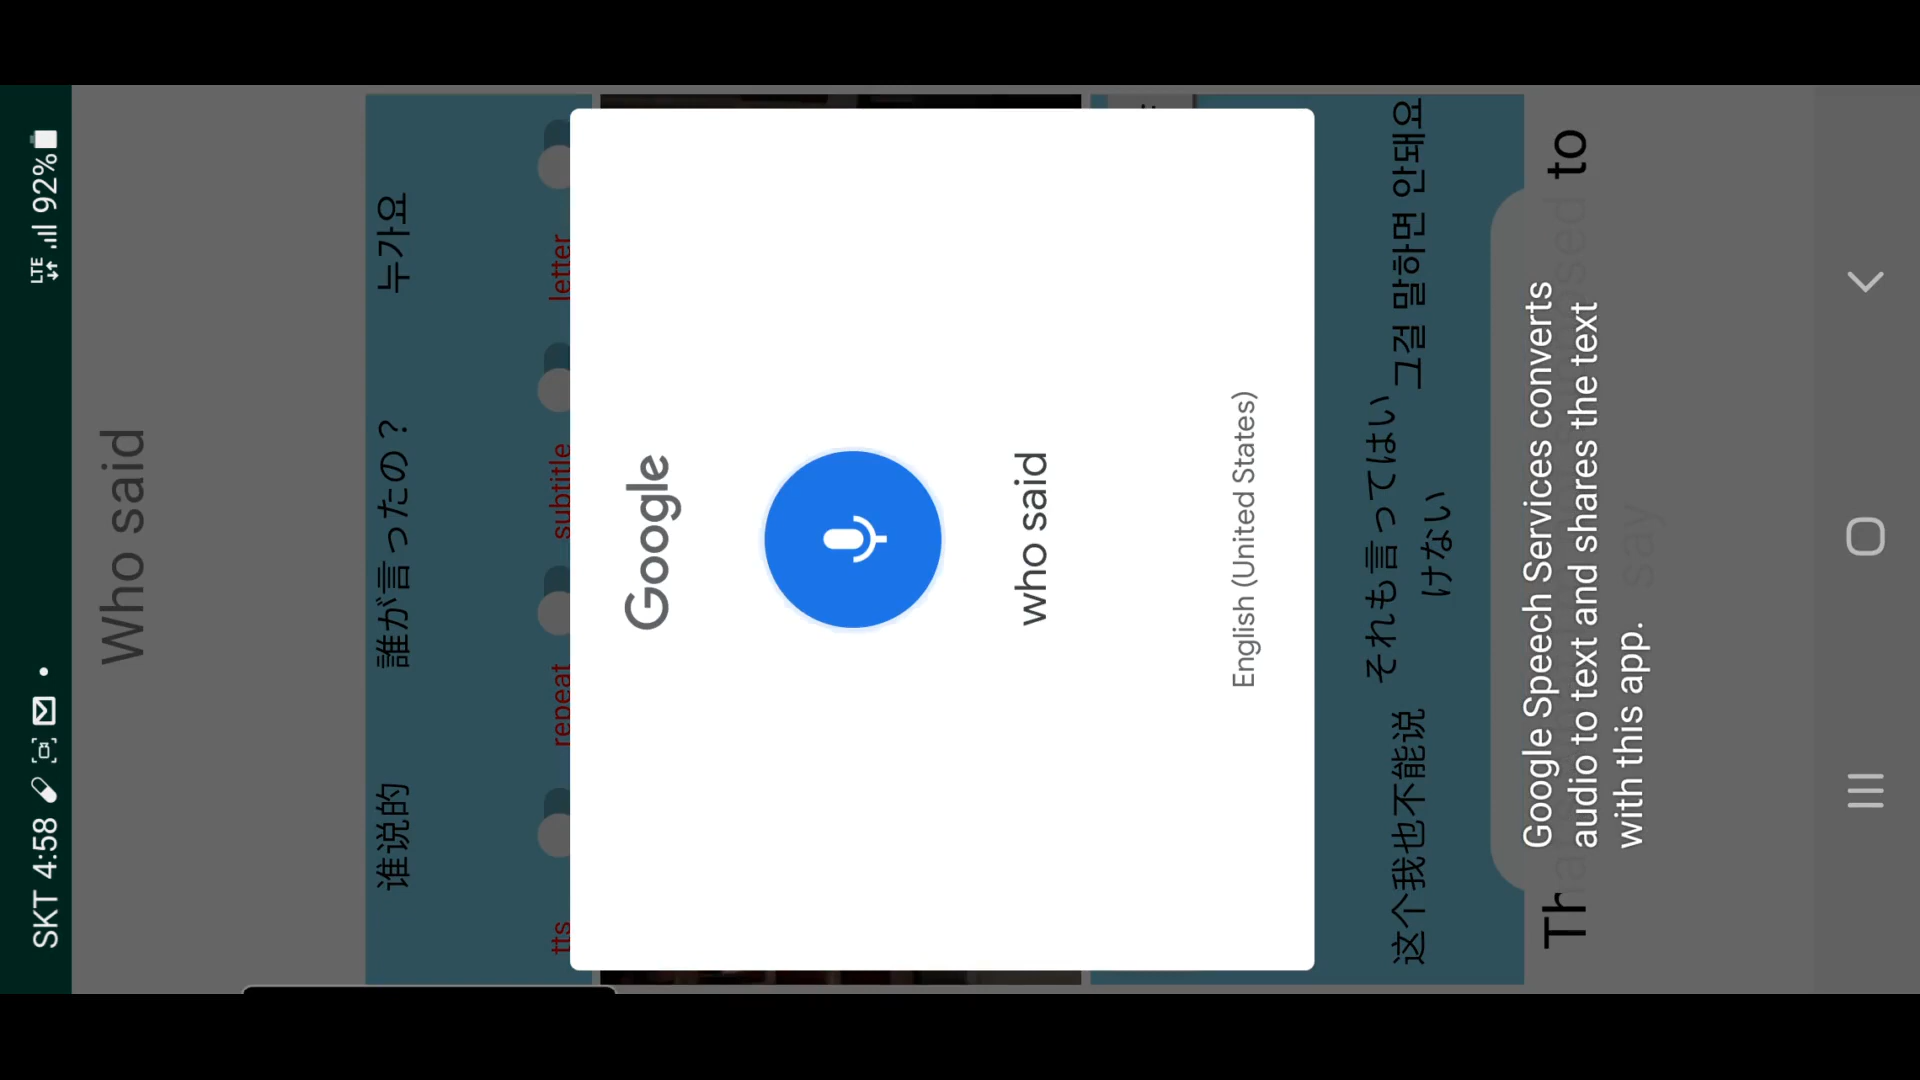 SKT 4:58
LTE
92%
Who said
谁说的
誰が言ったの？
누가요
tts
repeat
subtitle
letter
Google
who said
English (United States)
这个我也不能说
それも言ってはい
けない
그걸 말하면 안돼요
to
say
Google Speech Services converts
audio to text and shares the text
with this app.